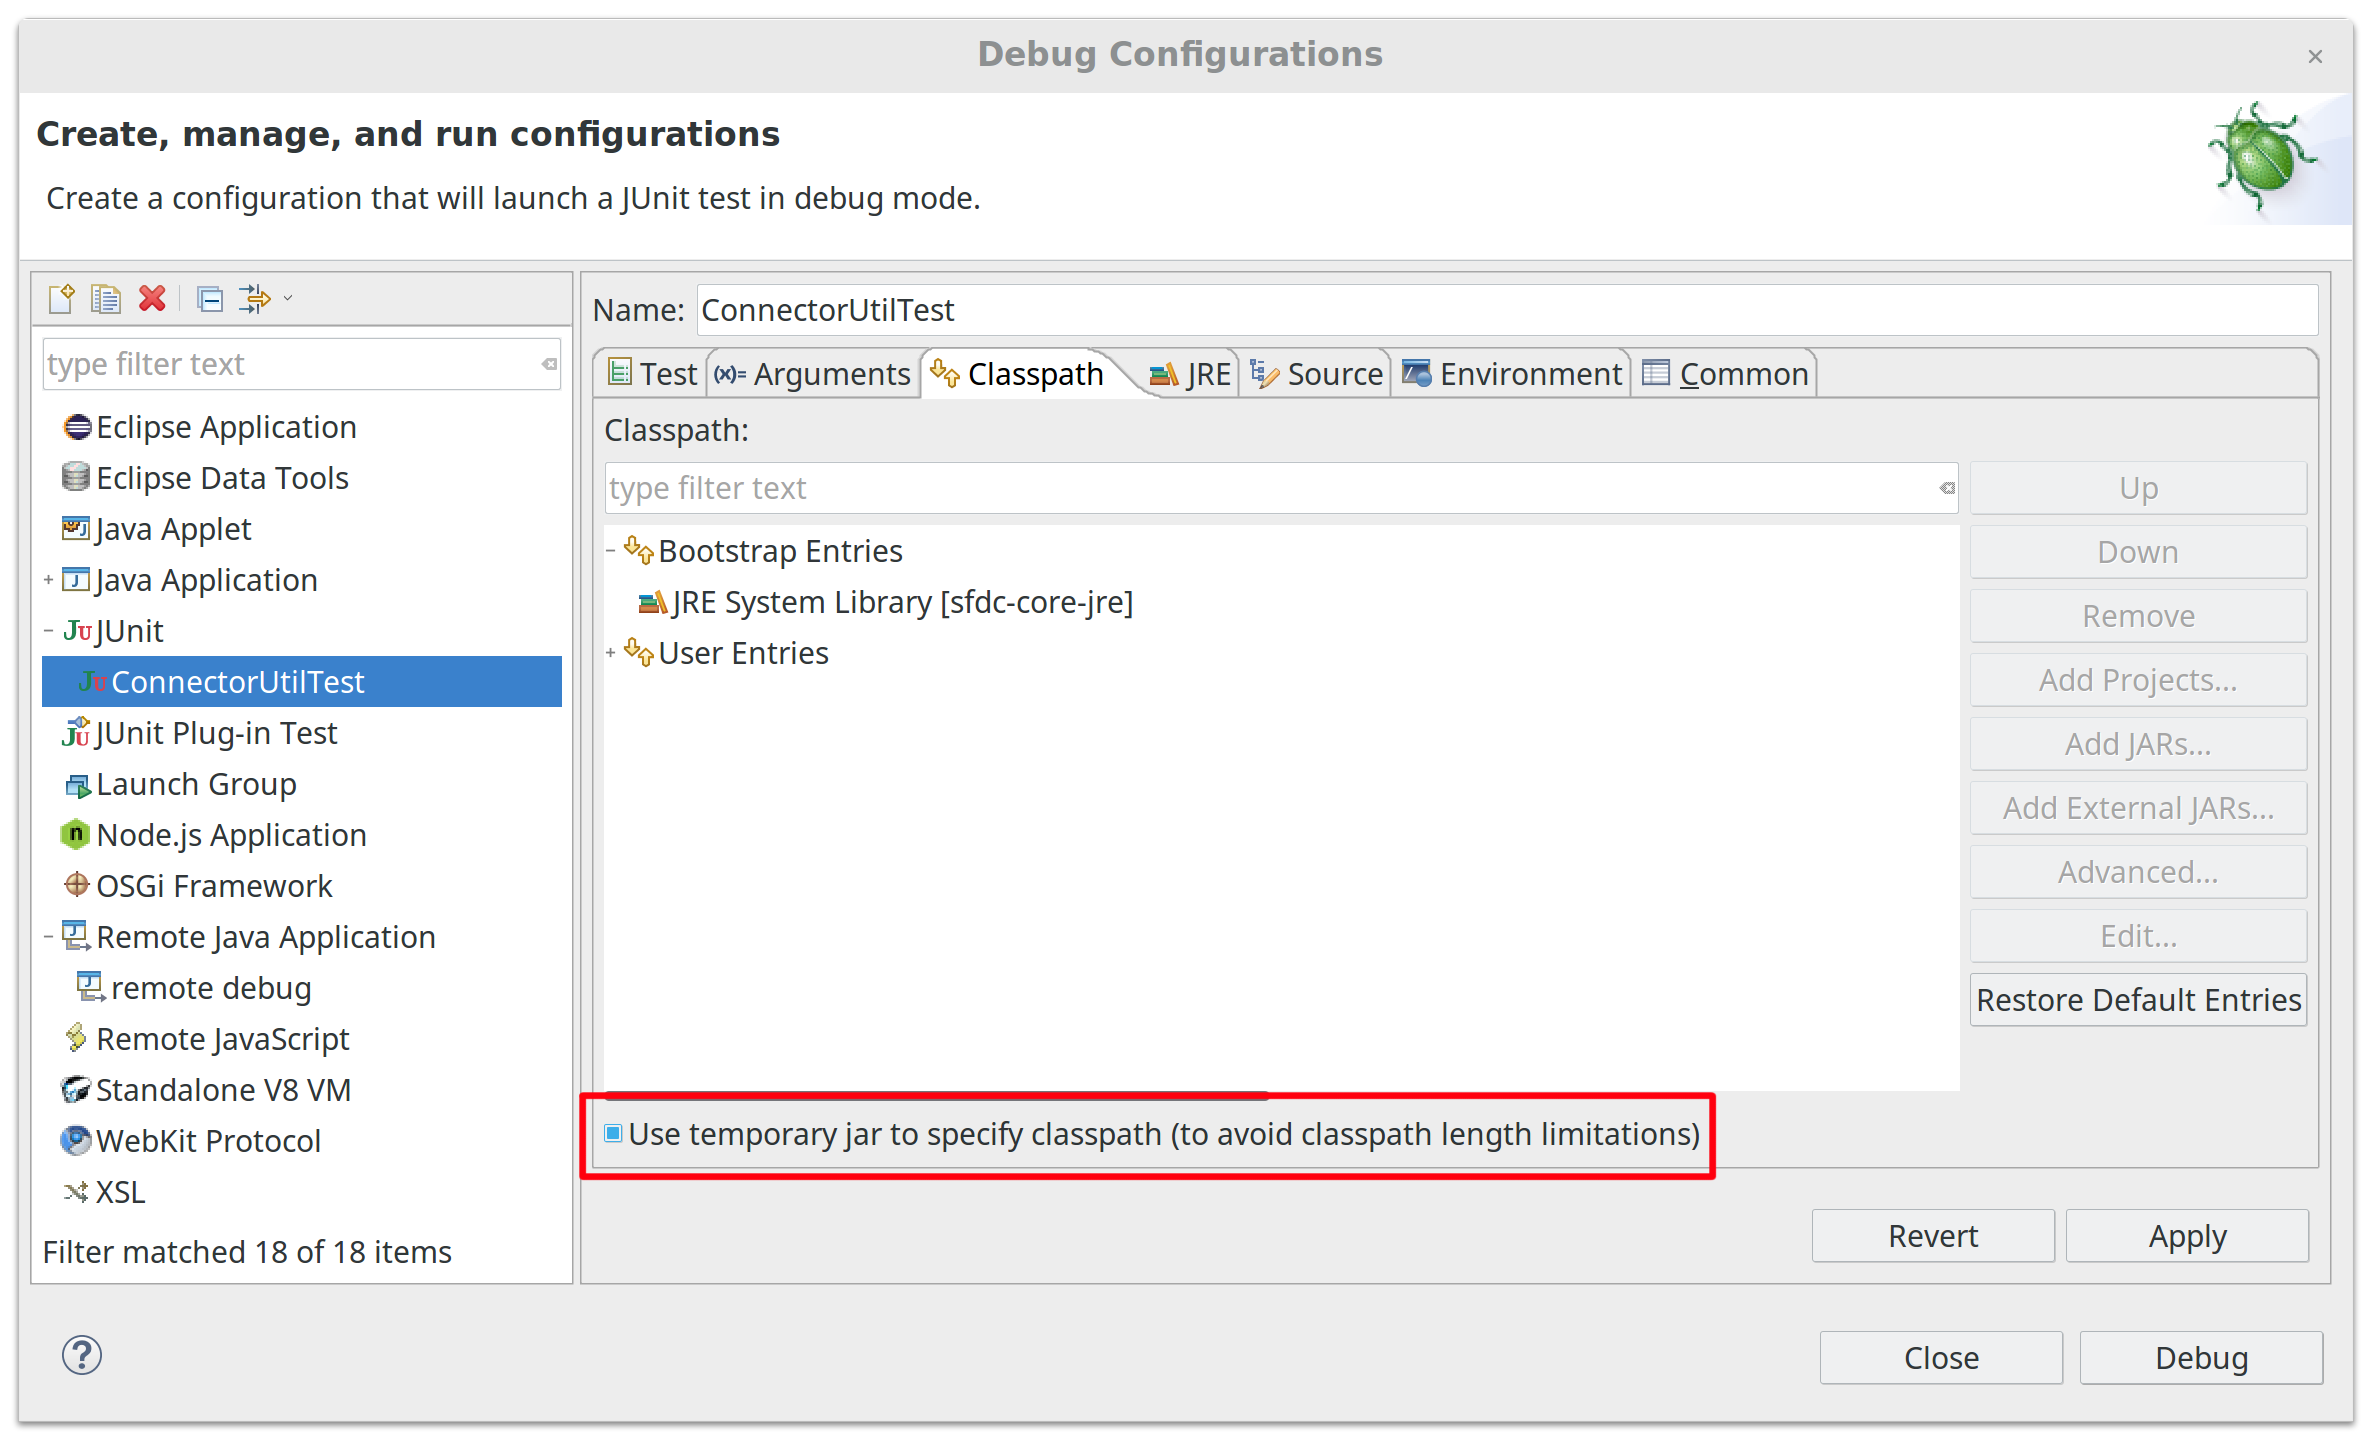 Debug Configurations
Create, manage, and run configurations
Create a configuration that will launch a JUnit test in debug mode.
type filter text
Eclipse Application
Eclipse Data Tools
Java Applet
Java Application
JUnit
ConnectorUtilTest
JUnit Plug-in Test
Launch Group
Node.js Application
OSGi Framework
Remote Java Application
remote debug
Remote JavaScript
Standalone V8 VM
WebKit Protocol
XSL
Filter matched 18 of 18 items
Name: ConnectorUtilTest
Test (x)= Arguments Classpath JRE Source Environment Common
Classpath:
type filter text
Bootstrap Entries
JRE System Library [sfdc-core-jre]
User Entries
Up
Down
Remove
Add Projects...
Add JARs...
Add External JARs...
Advanced...
Edit...
Restore Default Entries
Use temporary jar to specify classpath (to avoid classpath length limitations)
Revert Apply
? Close Debug